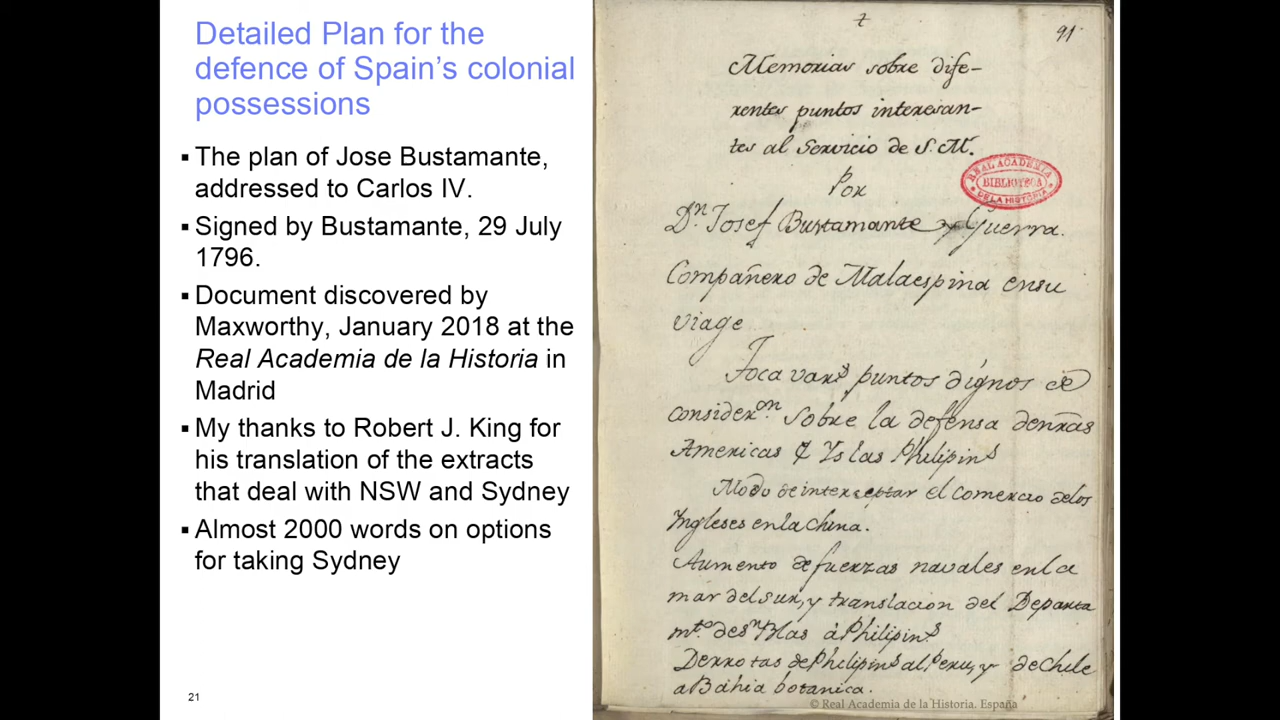 Detailed Plan for the
defence of Spain’s colonial
possessions
▪ The plan of Jose Bustamante,
addressed to Carlos IV.
▪ Signed by Bustamante, 29 July
1796.
▪ Document discovered by
Maxworthy, January 2018 at the
Real Academia de la Historia in
Madrid
▪ My thanks to Robert J. King for
his translation of the extracts
that deal with NSW and Sydney
▪ Almost 2000 words on options
for taking Sydney
21
91
Memorias sobre dife-
rentes puntos interesan-
tes al Servicio de S.M.
Por
Dn. Josef Bustamante y Guerra.
Compañero de Malaespina en su
viage
Toca vars. puntos dignos de
consideron. sobre la defensa de nras
Americas é Yslas Philipins
Modo de interceptar el comercio de los
Ingleses en la China.
Aumento de fuerzas navales en la
mar del sur, y translacion del Departa
mto. de Sn. Blas á Philipins
Derrotas de Philipins al Peru, y de Chile
a Bahia botanica.
REAL ACADEMIA
BIBLIOTECA
DE LA HISTORIA
© Real Academia de la Historia. España